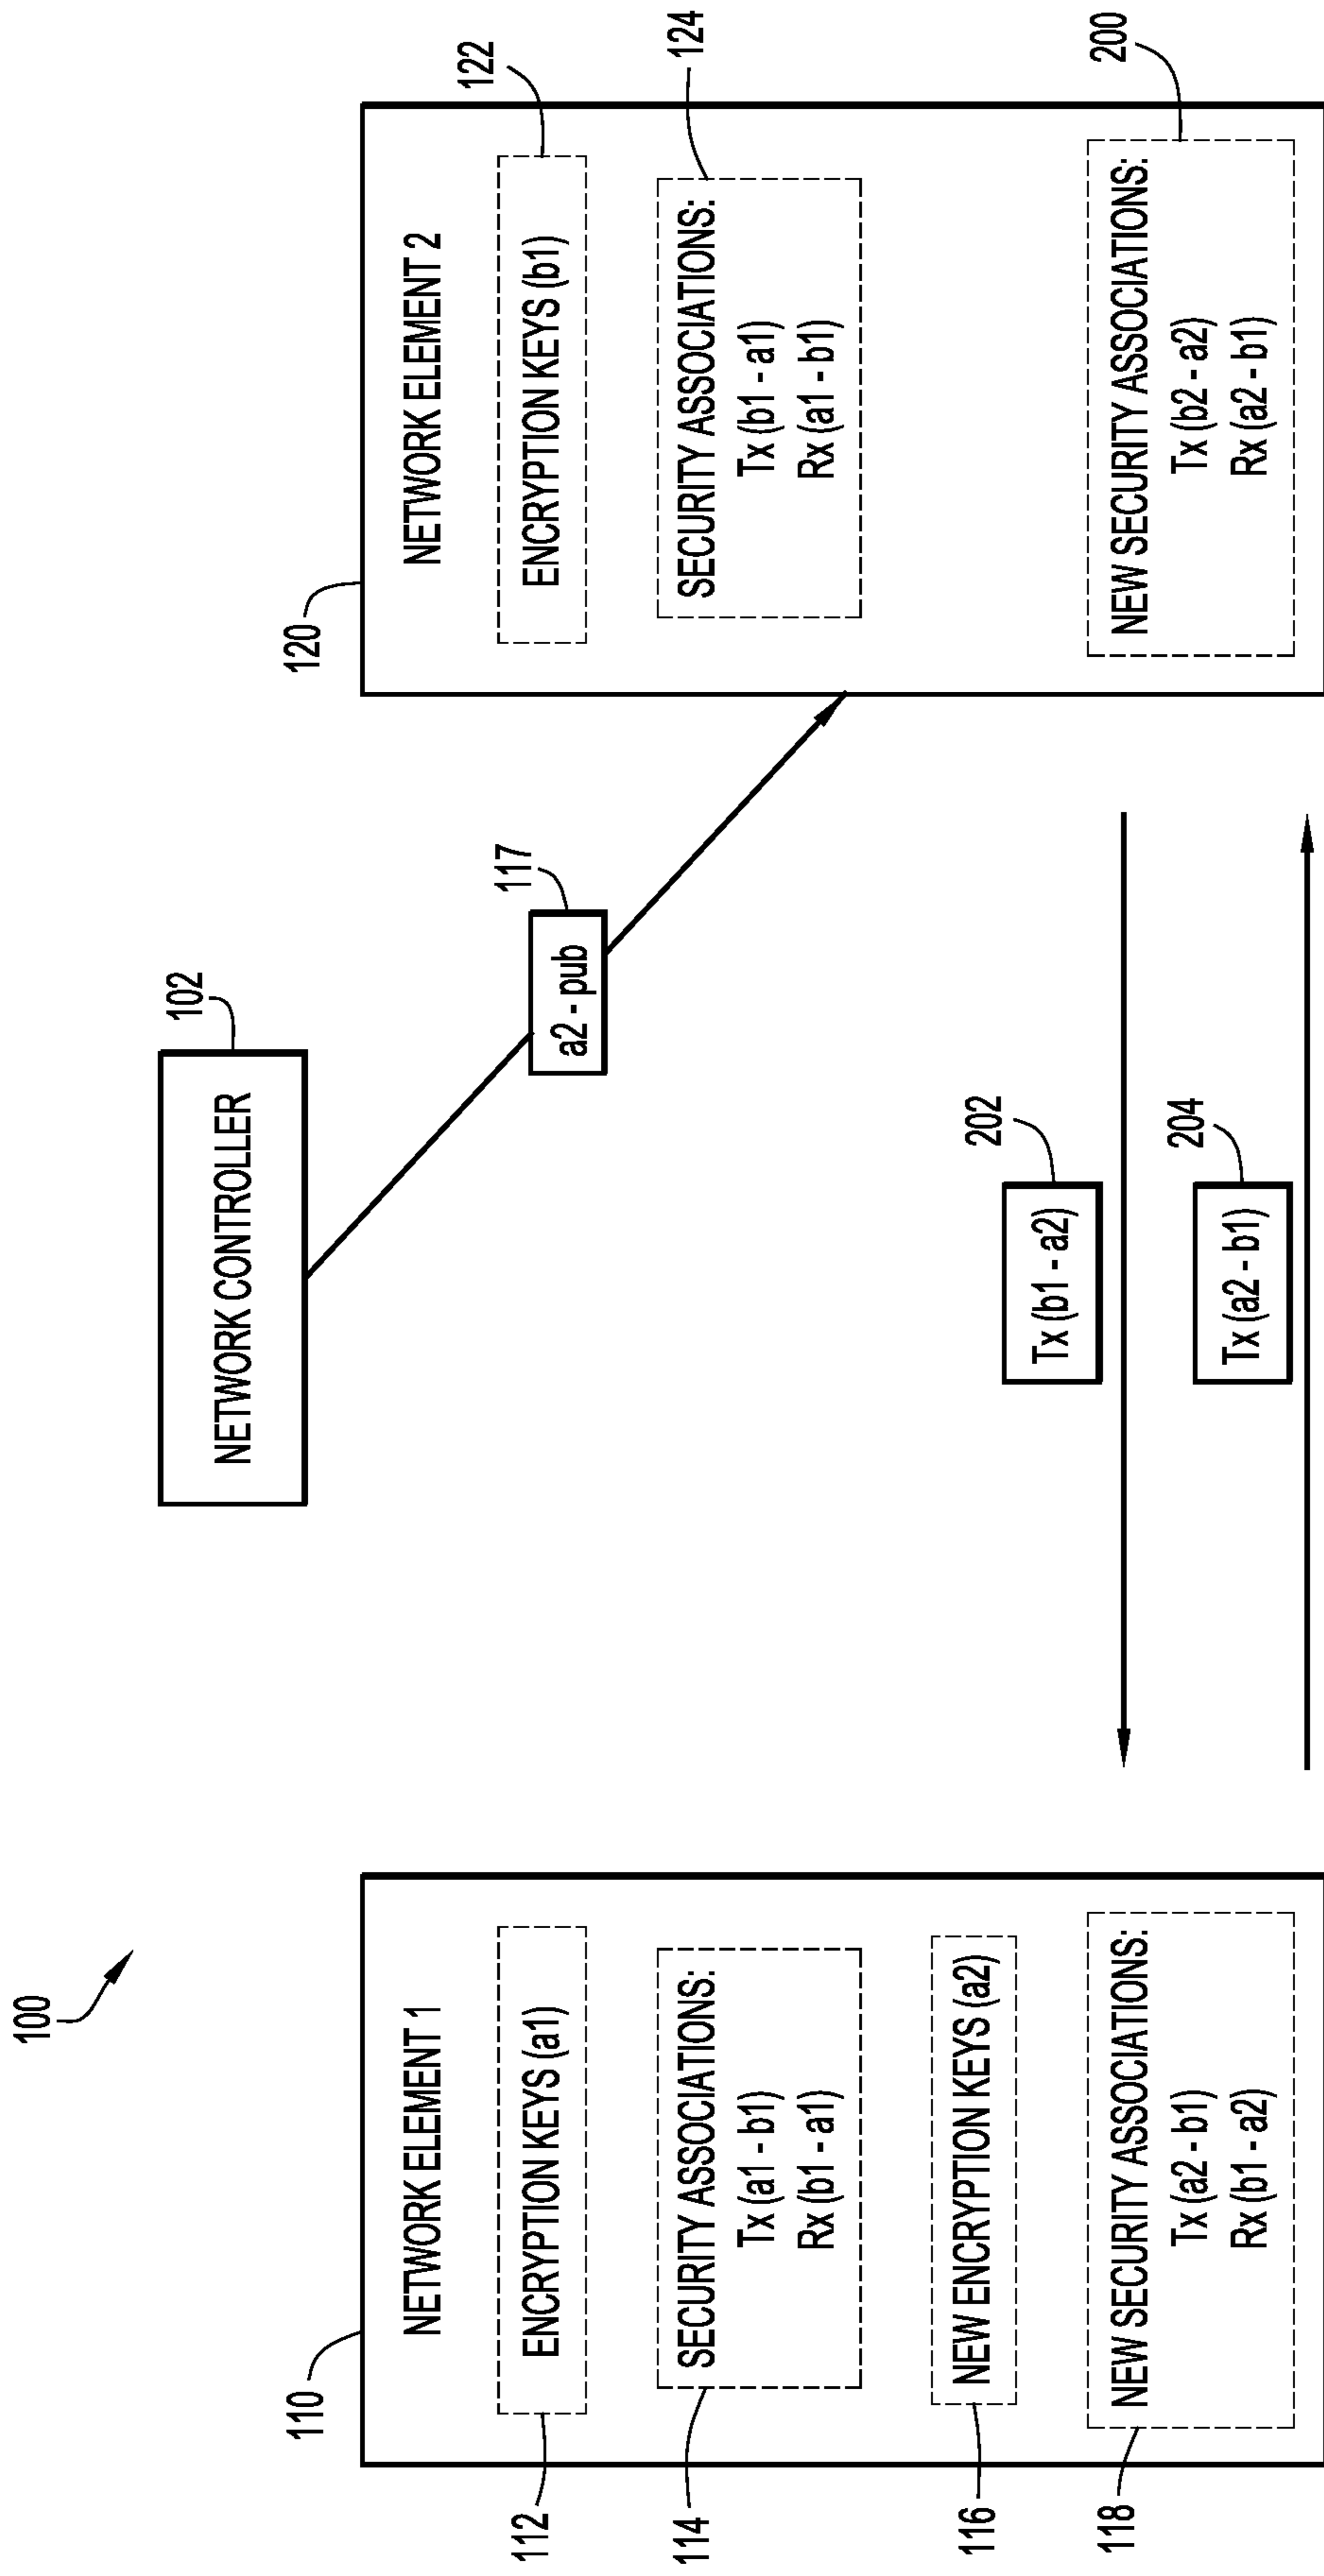 100
NETWORK CONTROLLER
102
110
NETWORK ELEMENT 1
112
ENCRYPTION KEYS (a1)
114
SECURITY ASSOCIATIONS:
Tx (a1 - b1)
Rx (b1 - a1)
116
NEW ENCRYPTION KEYS (a2)
118
NEW SECURITY ASSOCIATIONS:
Tx (a2 - b1)
Rx (b1 - a2)
117
a2 - pub
202
Tx (b1 - a2)
204
Tx (a2 - b1)
120
NETWORK ELEMENT 2
122
ENCRYPTION KEYS (b1)
124
SECURITY ASSOCIATIONS:
Tx (b1 - a1)
Rx (a1 - b1)
200
NEW SECURITY ASSOCIATIONS:
Tx (b2 - a2)
Rx (a2 - b1)